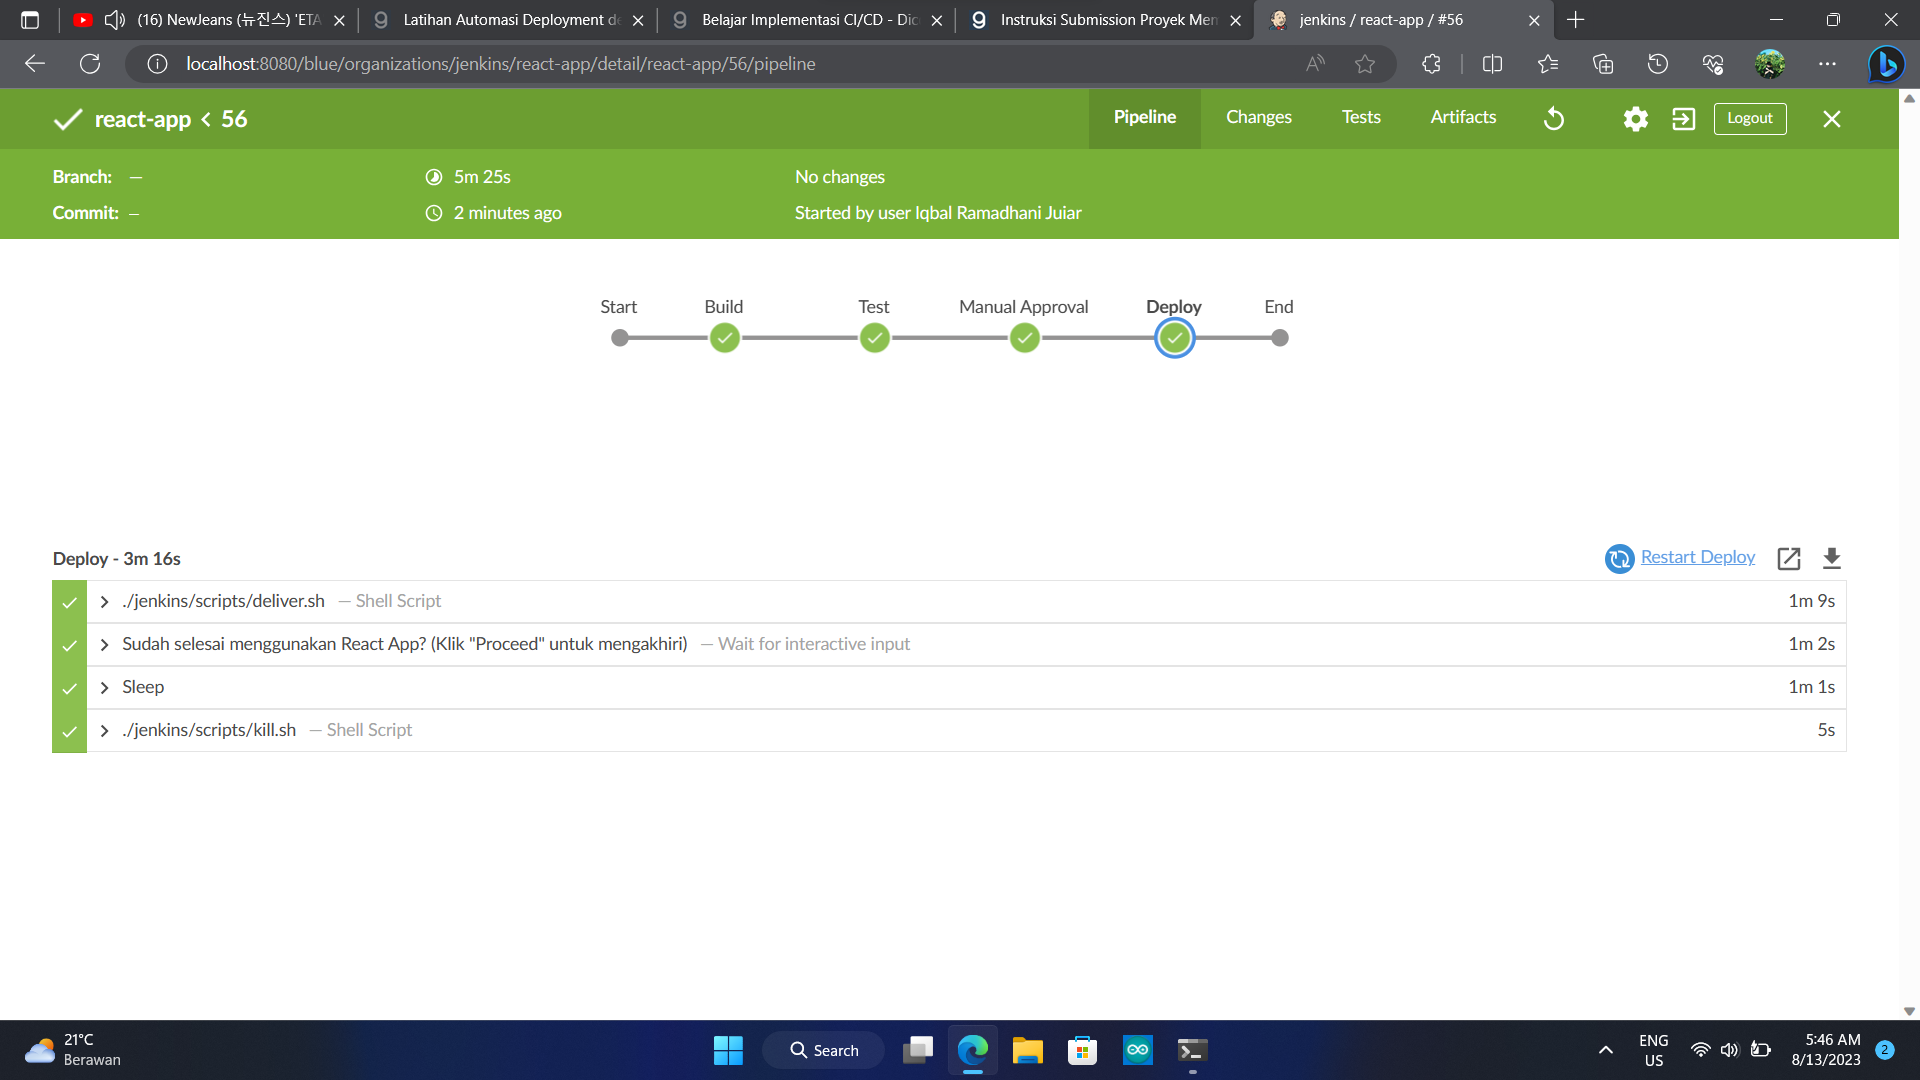 (16) NewJeans (뉴진스) 'ETA
Latihan Automasi Deployment de
Belajar Implementasi CI/CD - Dic
Instruksi Submission Proyek Men
jenkins / react-app / #56
localhost:8080/blue/organizations/jenkins/react-app/detail/react-app/56/pipeline
react-app < 56
Pipeline
Changes
Tests
Artifacts
Logout
Branch: —
5m 25s
No changes
Commit: —
2 minutes ago
Started by user Iqbal Ramadhani Juiar
Start
Build
Test
Manual Approval
Deploy
End
Deploy - 3m 16s
Restart Deploy
./jenkins/scripts/deliver.sh — Shell Script
1m 9s
Sudah selesai menggunakan React App? (Klik "Proceed" untuk mengakhiri) — Wait for interactive input
1m 2s
Sleep
1m 1s
./jenkins/scripts/kill.sh — Shell Script
5s
21°C
Berawan
Search
ENG
US
5:46 AM
8/13/2023
2